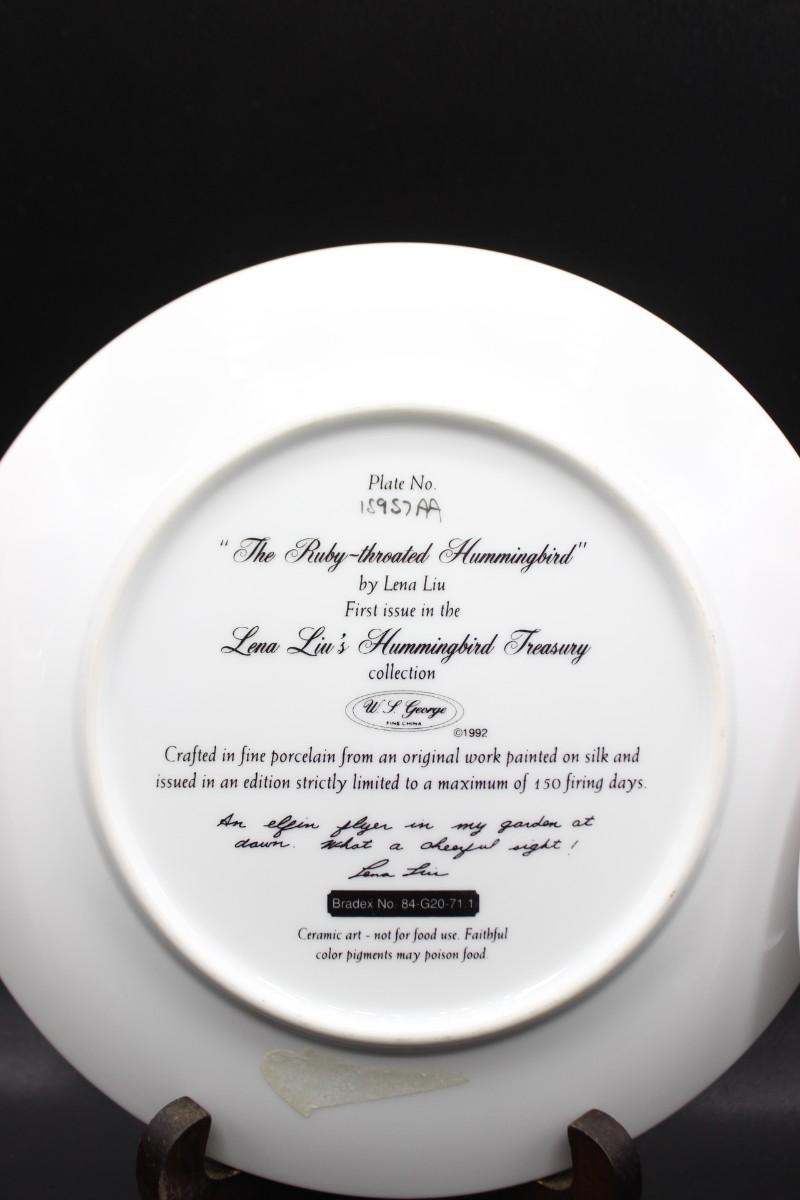 Plate No.
15957AA
"The Ruby-throated Hummingbird"
by Lena Liu
First issue in the
Lena Liu's Hummingbird Treasury
collection
W. S. George
FINE CHINA
©1992
Crafted in fine porcelain from an original work painted on silk and
issued in an edition strictly limited to a maximum of 150 firing days.
An elfin flyer in my garden at
dawn. What a cheerful sight!
Lena Liu
Bradex No. 84-G20-71.1
Ceramic art - not for food use. Faithful
color pigments may poison food.